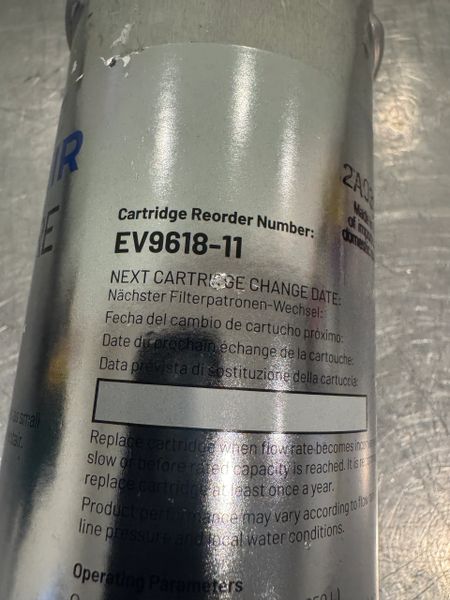 Cartridge Reorder Number:
EV9618-11
NEXT CARTRIDGE CHANGE DATE:
Nächster Filterpatronen-Wechsel:
Fecha del cambio de cartucho proximo:
Date du prochain échange de la cartouche:
Data prevista di sostituzione della cartuccia:
Replace cartridge when flow rate becomes
slow or before rated capacity is reached. It is
replace cartridge at least once a year.
Product performance may vary according to flow
line pressure and local water conditions.
Operating Parameters
small
of
domestic